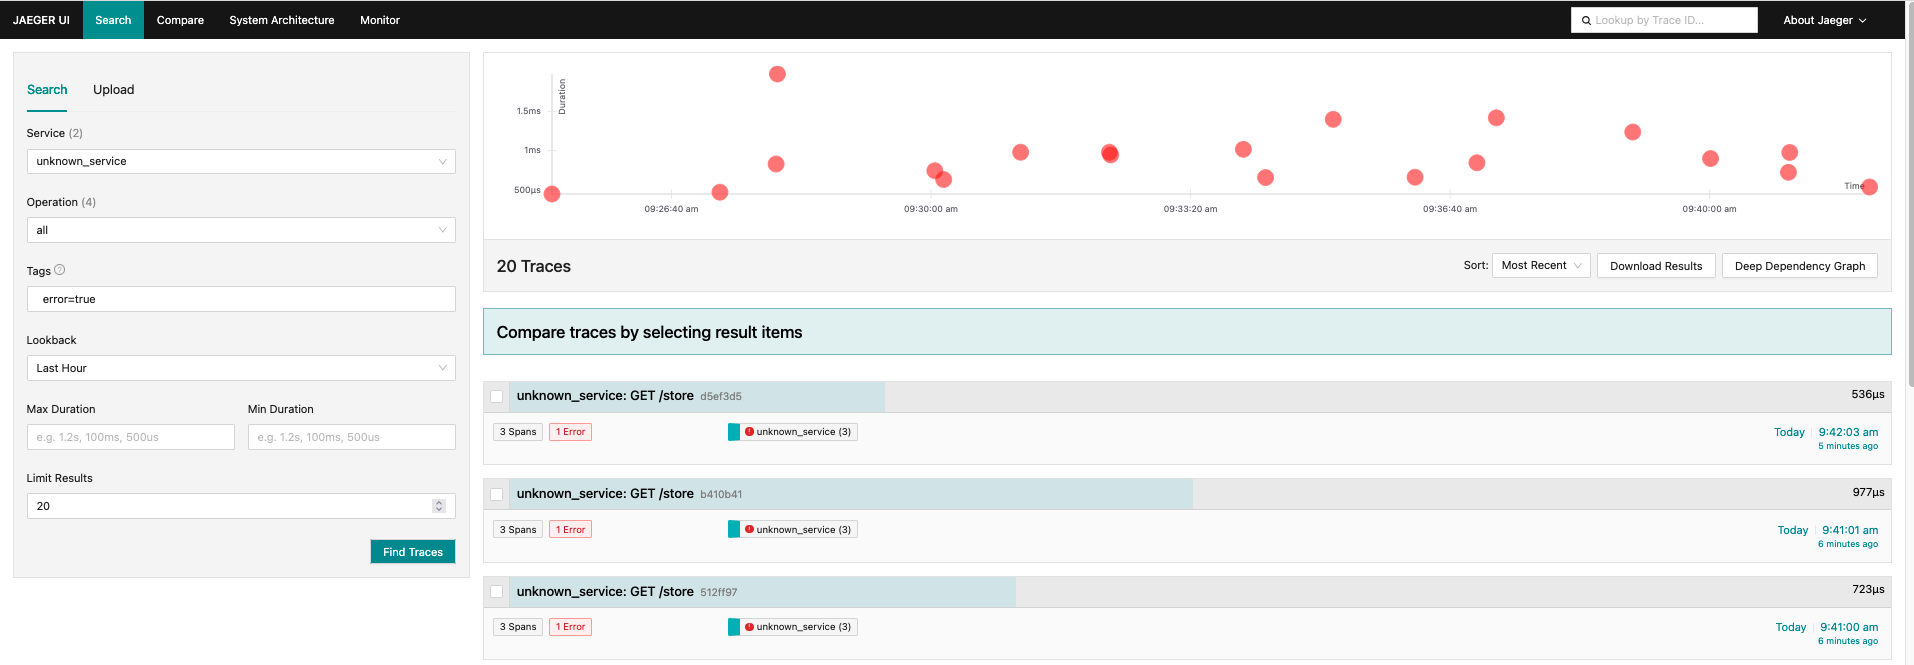 JAEGER UI Search Compare System Architecture Monitor Lookup by Trace ID... About Jaeger
Search Upload
Service (2)
unknown_service
Operation (4)
all
Tags
error=true
Lookback
Last Hour
Max Duration Min Duration
e.g. 1.2s, 100ms, 500us e.g. 1.2s, 100ms, 500us
Limit Results
20
Find Traces
Duration
1.5ms
1ms
500μs
Time
09:26:40 am 09:30:00 am 09:33:20 am 09:36:40 am 09:40:00 am
20 Traces Sort: Most Recent Download Results Deep Dependency Graph
Compare traces by selecting result items
unknown_service: GET /store d5ef3d5 536μs
3 Spans 1 Error unknown_service (3) Today 9:42:03 am
5 minutes ago
unknown_service: GET /store b410b41 977μs
3 Spans 1 Error unknown_service (3) Today 9:41:01 am
6 minutes ago
unknown_service: GET /store 512ff97 723μs
3 Spans 1 Error unknown_service (3) Today 9:41:00 am
6 minutes ago